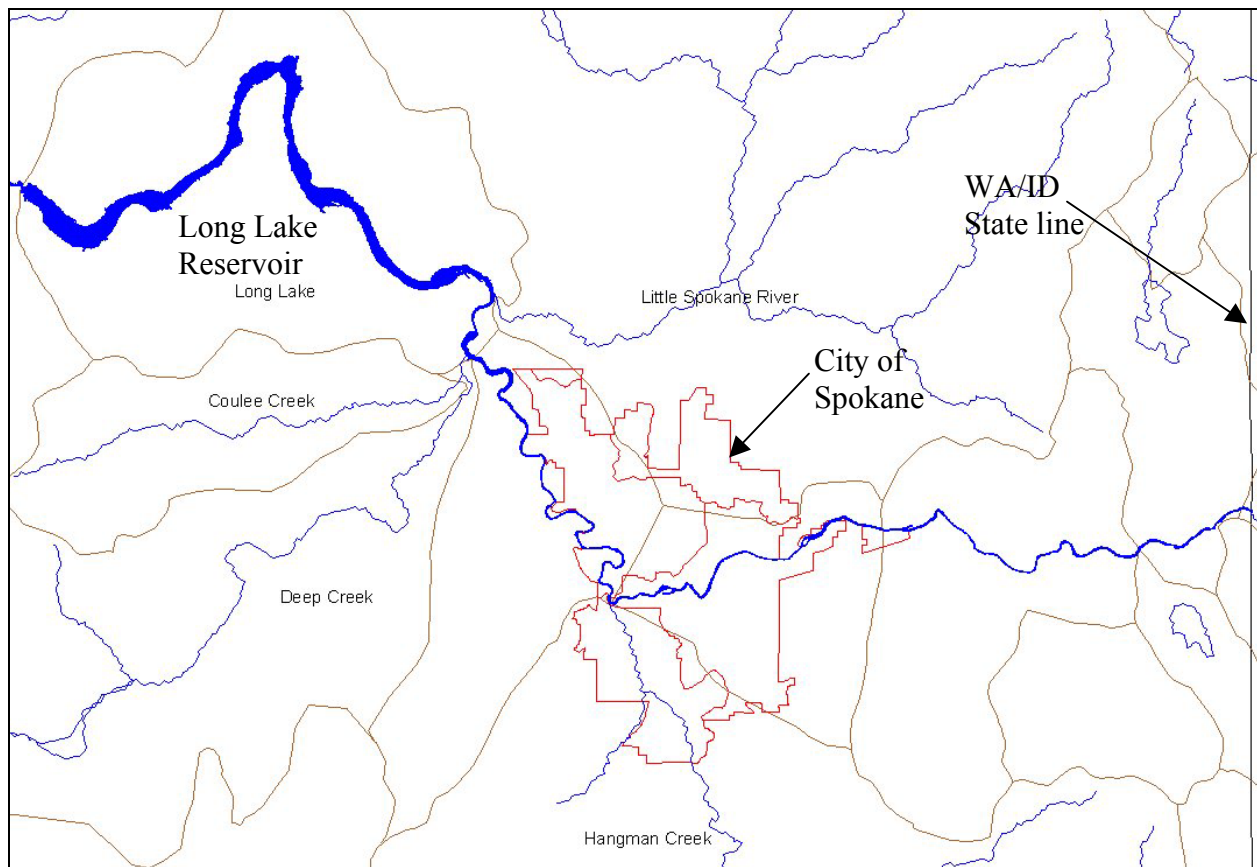 WA/ID
State line
Long Lake
Reservoir
Long Lake
Little Spokane River
City of
Spokane
Coulee Creek
Deep Creek
Hangman Creek